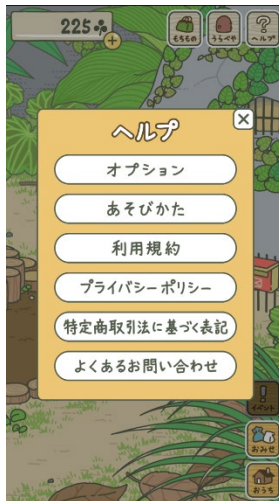 225
もちもの
うらべや
?
ヘルプ
ヘルプ
オプション
あそびかた
利用規約
プライバシーポリシー
特定商取引法に基づく表記
よくあるお問い合わせ
!
イベント
おみせ
おうち